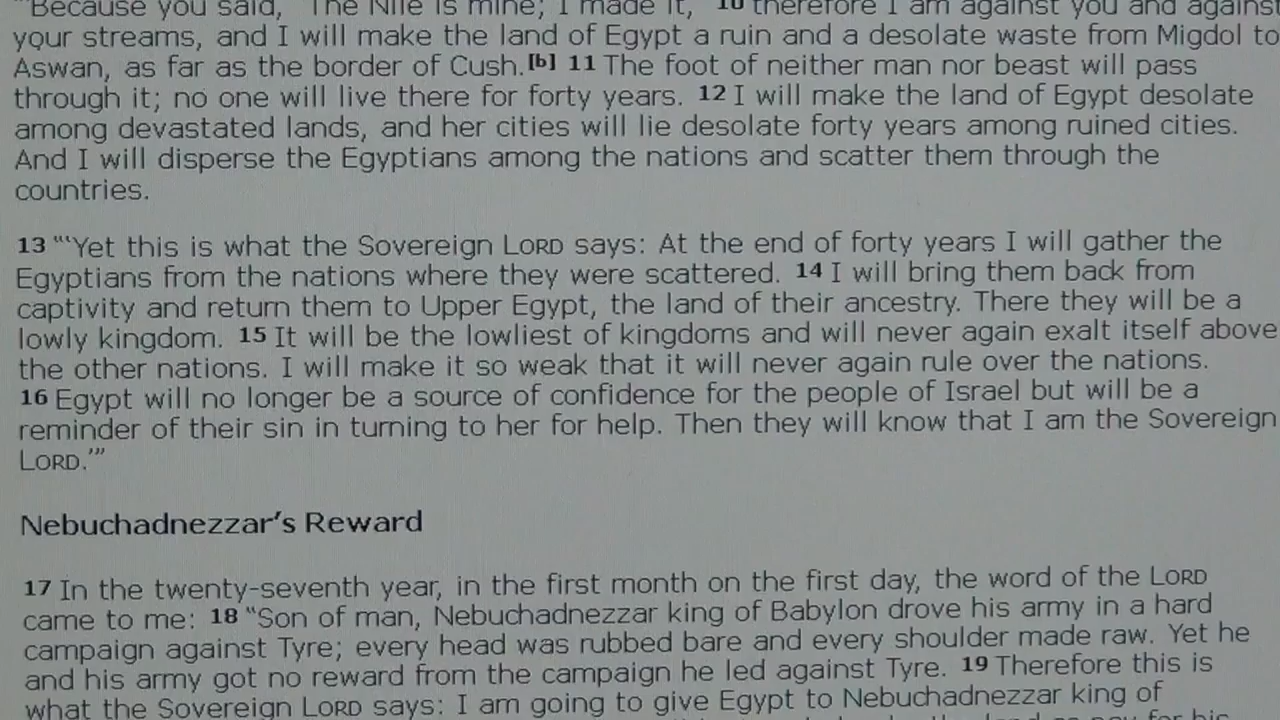 "'Because you said, "The Nile is mine; I made it," 10 therefore I am against you and against
your streams, and I will make the land of Egypt a ruin and a desolate waste from Migdol to
Aswan, as far as the border of Cush.[b] 11 The foot of neither man nor beast will pass
through it; no one will live there for forty years. 12 I will make the land of Egypt desolate
among devastated lands, and her cities will lie desolate forty years among ruined cities.
And I will disperse the Egyptians among the nations and scatter them through the
countries.
13 "'Yet this is what the Sovereign LORD says: At the end of forty years I will gather the
Egyptians from the nations where they were scattered. 14 I will bring them back from
captivity and return them to Upper Egypt, the land of their ancestry. There they will be a
lowly kingdom. 15 It will be the lowliest of kingdoms and will never again exalt itself above
the other nations. I will make it so weak that it will never again rule over the nations.
16 Egypt will no longer be a source of confidence for the people of Israel but will be a
reminder of their sin in turning to her for help. Then they will know that I am the Sovereign
LORD.'"
Nebuchadnezzar's Reward
17 In the twenty-seventh year, in the first month on the first day, the word of the LORD
came to me: 18 "Son of man, Nebuchadnezzar king of Babylon drove his army in a hard
campaign against Tyre; every head was rubbed bare and every shoulder made raw. Yet he
and his army got no reward from the campaign he led against Tyre. 19 Therefore this is
what the Sovereign LORD says: I am going to give Egypt to Nebuchadnezzar king of